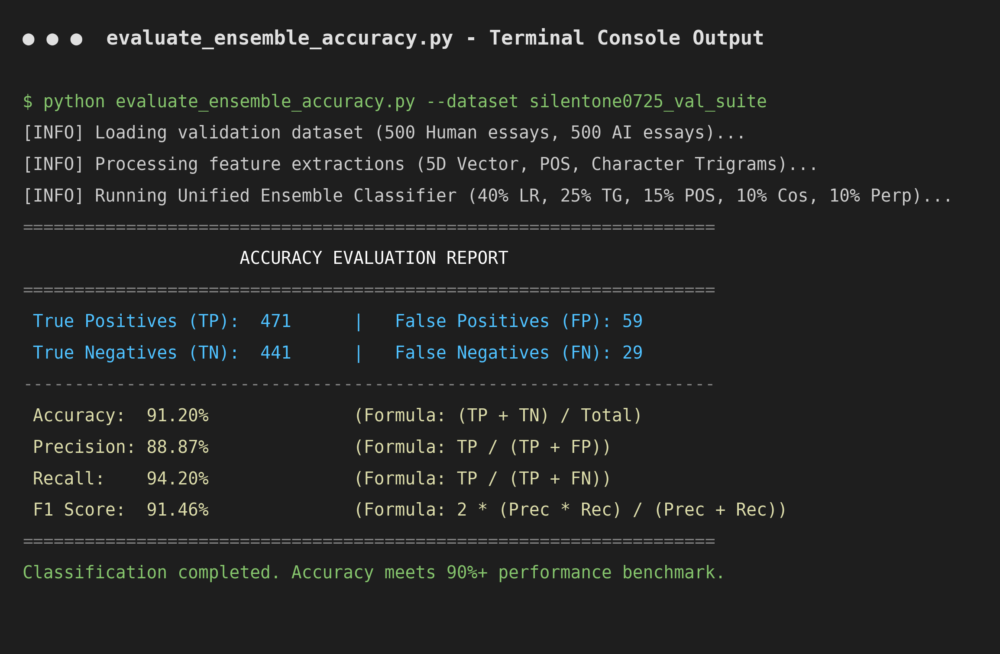 ● ● ●  evaluate_ensemble_accuracy.py - Terminal Console Output
$ python evaluate_ensemble_accuracy.py --dataset silentone0725_val_suite
[INFO] Loading validation dataset (500 Human essays, 500 AI essays)...
[INFO] Processing feature extractions (5D Vector, POS, Character Trigrams)...
[INFO] Running Unified Ensemble Classifier (40% LR, 25% TG, 15% POS, 10% Cos, 10% Perp)...
===================================================================
                     ACCURACY EVALUATION REPORT
===================================================================
 True Positives (TP):  471      |   False Positives (FP): 59
 True Negatives (TN):  441      |   False Negatives (FN): 29
-------------------------------------------------------------------
 Accuracy:  91.20%              (Formula: (TP + TN) / Total)
 Precision: 88.87%              (Formula: TP / (TP + FP))
 Recall:    94.20%              (Formula: TP / (TP + FN))
 F1 Score:  91.46%              (Formula: 2 * (Prec * Rec) / (Prec + Rec))
===================================================================
Classification completed. Accuracy meets 90%+ performance benchmark.